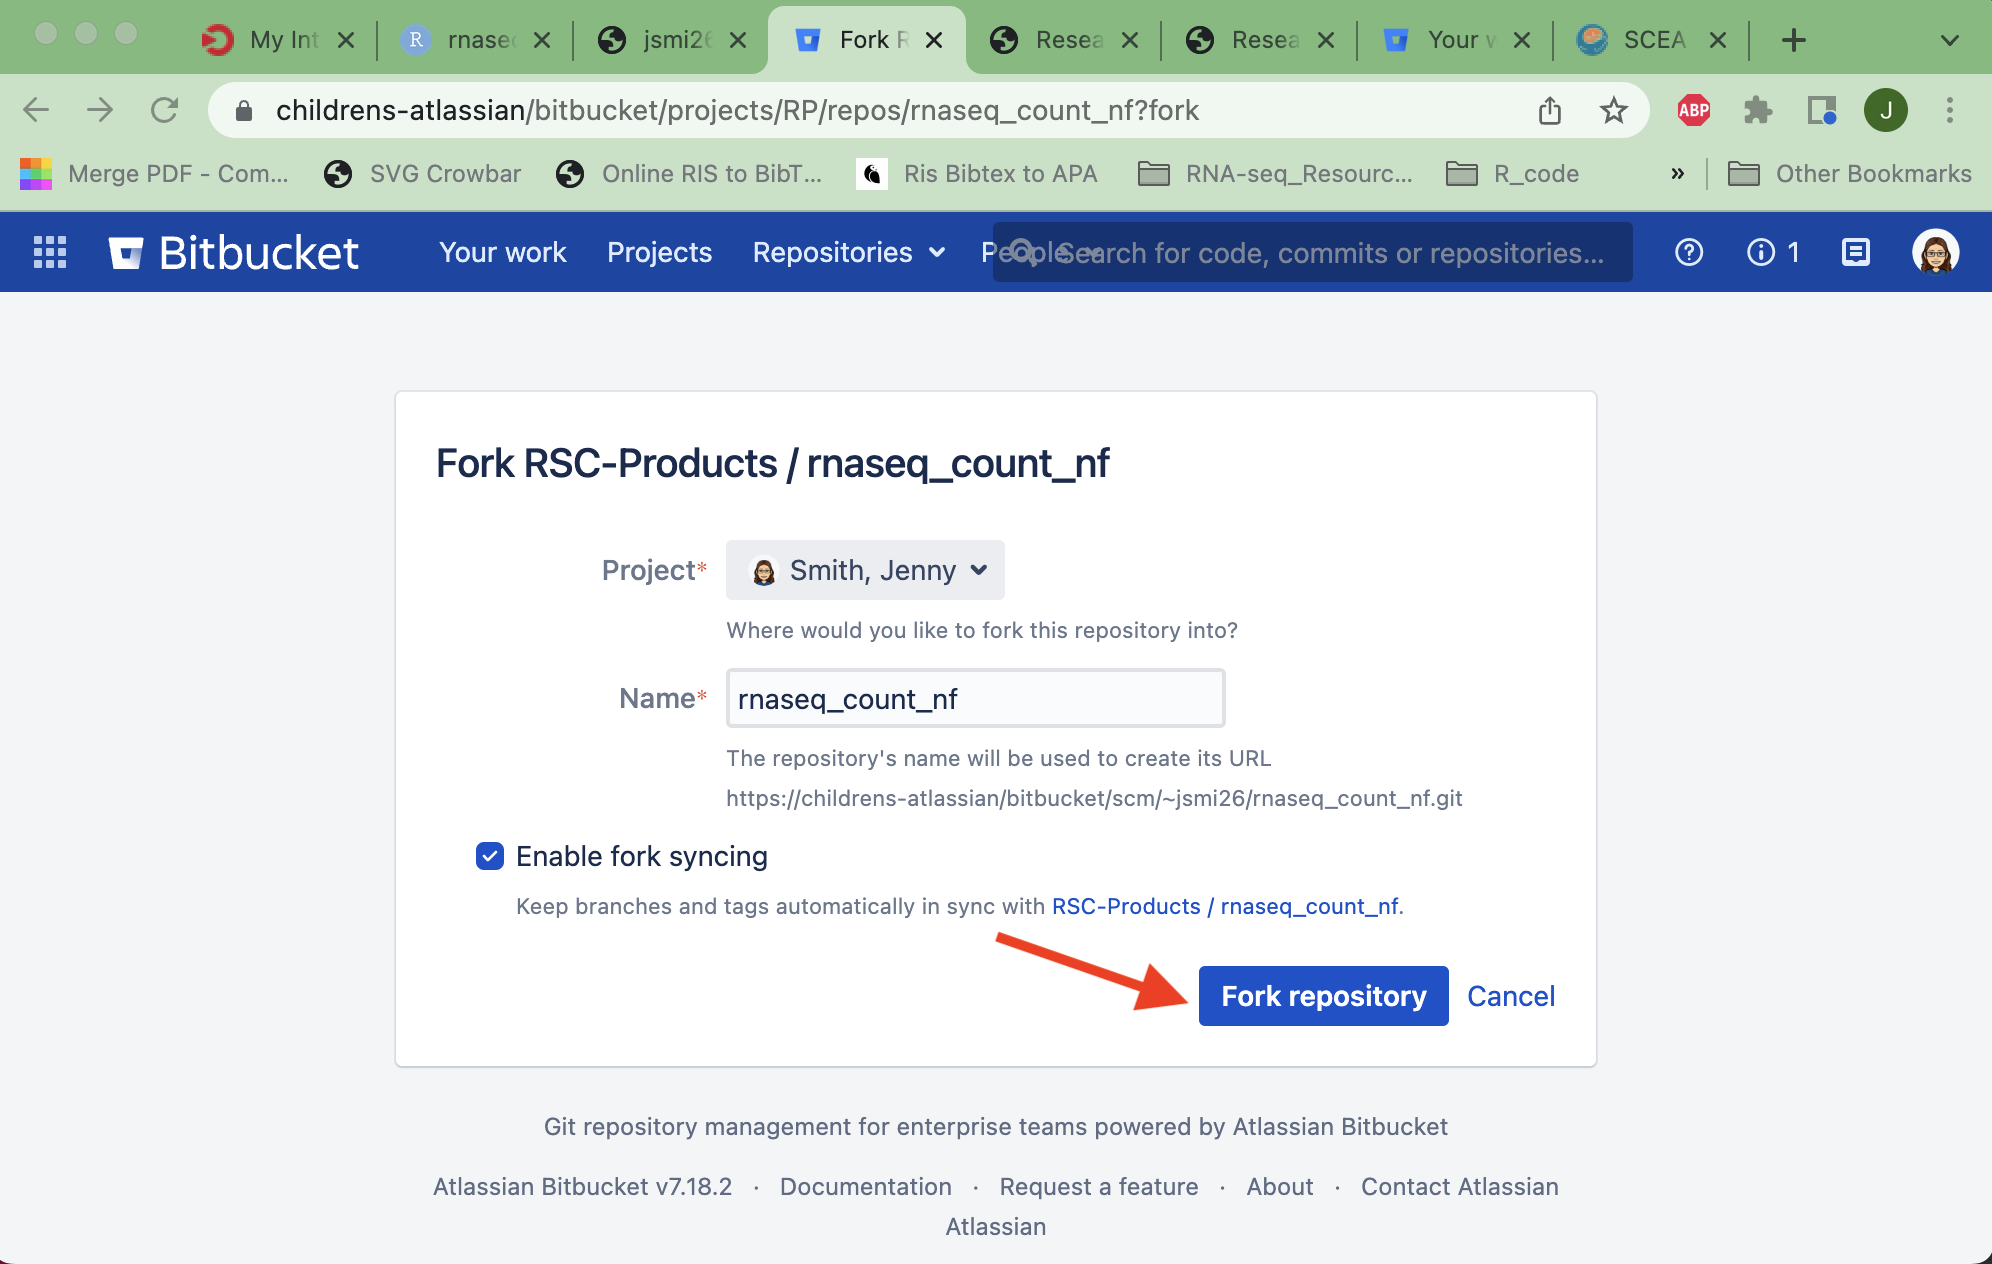 My Int
R rnaseq
jsmi26
Fork R
Resea
Resea
Your w
SCEA
childrens-atlassian/bitbucket/projects/RP/repos/rnaseq_count_nf?fork
ABP
J
Merge PDF - Com...
SVG Crowbar
Online RIS to BibT...
Ris Bibtex to APA
RNA-seq_Resourc...
R_code
»
Other Bookmarks
Bitbucket
Your work
Projects
Repositories
People
Search for code, commits or repositories...
1
Fork RSC-Products / rnaseq_count_nf
Project*
Smith, Jenny
Where would you like to fork this repository into?
Name*
rnaseq_count_nf
The repository's name will be used to create its URL
https://childrens-atlassian/bitbucket/scm/~jsmi26/rnaseq_count_nf.git
Enable fork syncing
Keep branches and tags automatically in sync with RSC-Products / rnaseq_count_nf.
Fork repository
Cancel
Git repository management for enterprise teams powered by Atlassian Bitbucket
Atlassian Bitbucket v7.18.2 · Documentation · Request a feature · About · Contact Atlassian
Atlassian